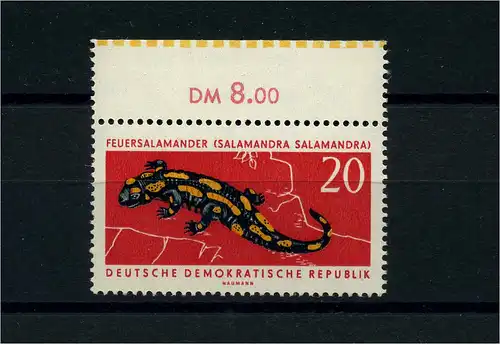 DM 8.00
FEUERSALAMANDER (SALAMANDRA SALAMANDRA)
20
DEUTSCHE DEMOKRATISCHE REPUBLIK
NAUMANN